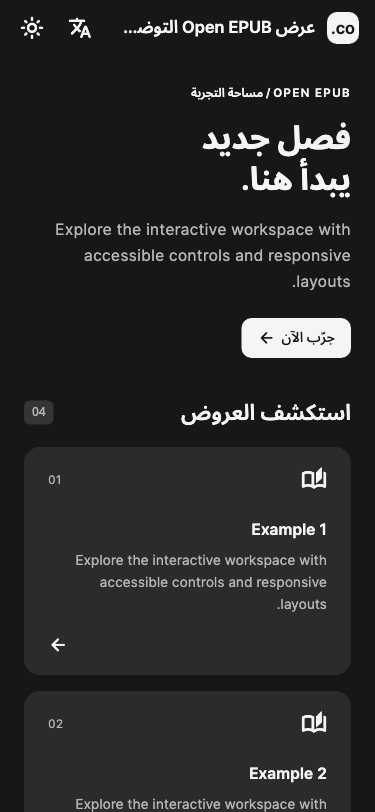 .co
عرض Open EPUB التوضـ...
OPEN EPUB / مساحة التجربة
فصل جديد
يبدأ هنا.
Explore the interactive workspace with
accessible controls and responsive
layouts.
جرّب الآن
استكشف العروض
04
01
Example 1
Explore the interactive workspace with
accessible controls and responsive
layouts.
02
Example 2
Explore the interactive workspace with